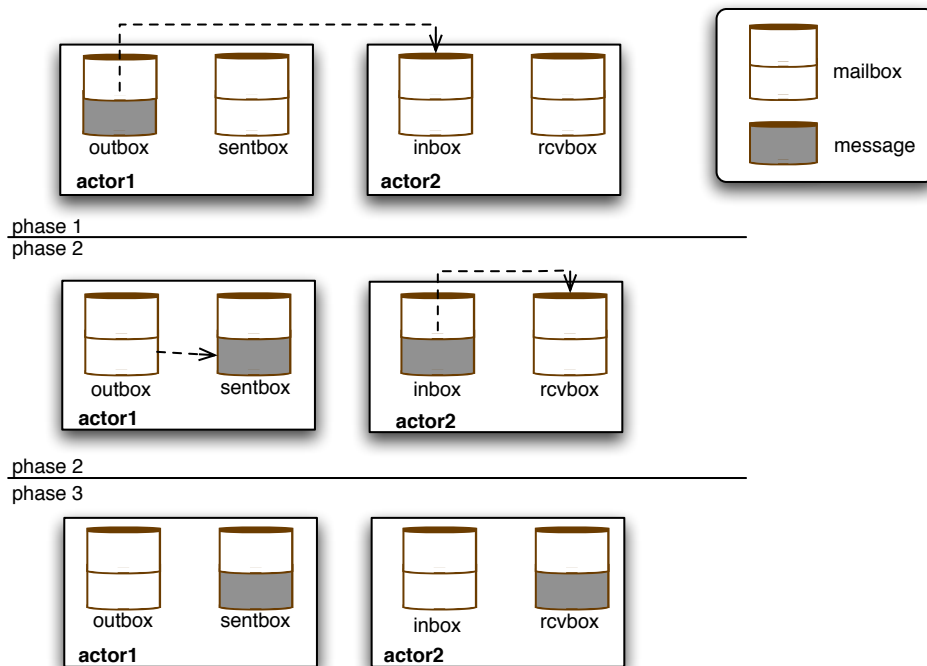 mailbox
message
outbox sentbox inbox rcvbox
actor1 actor2
phase 1
phase 2
outbox sentbox inbox rcvbox
actor1 actor2
phase 2
phase 3
outbox sentbox inbox rcvbox
actor1 actor2